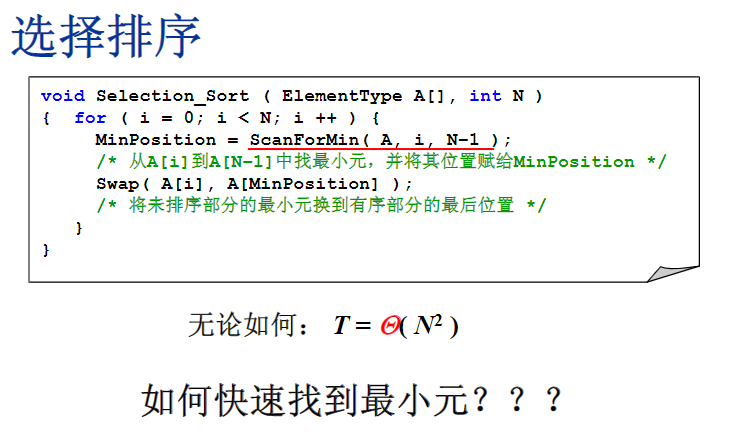 选择排序
void Selection_Sort ( ElementType A[], int N )
{ for ( i = 0; i < N; i ++ ) {
MinPosition = ScanForMin( A, i, N–1 );
/* 从A[i]到A[N–1]中找最小元，并将其位置赋给MinPosition */
Swap( A[i], A[MinPosition] );
/* 将未排序部分的最小元换到有序部分的最后位置 */
}
}
无论如何： T = Θ( N² )
如何快速找到最小元？？？